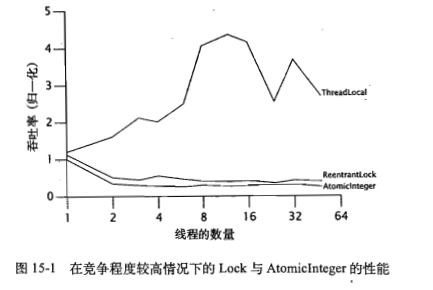 5
4
3
2
1
0
吞吐率(归一化)
ThreadLocal
ReentrantLock
AtomicInteger
1 2 4 8 16 32 64
线程的数量
图 15-1 在竞争程度较高情况下的 Lock 与 AtomicInteger 的性能